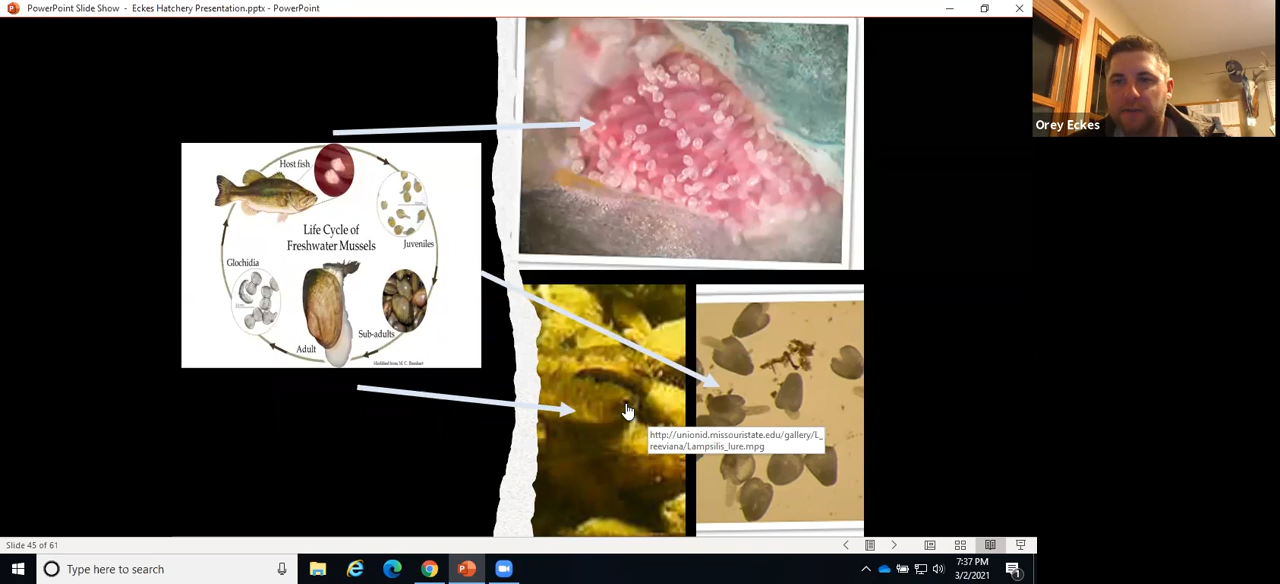 PowerPoint Slide Show - Eckes Hatchery Presentation.pptx - PowerPoint
Orey Eckes
Host fish
Life Cycle of
Freshwater Mussels
Juveniles
Glochidia
Sub-adults
Adult
http://unionid.missouristate.edu/gallery/L_
reeviana/Lampsilis_lure.mpg
Slide 45 of 61
Type here to search
7:37 PM
3/2/2021
1